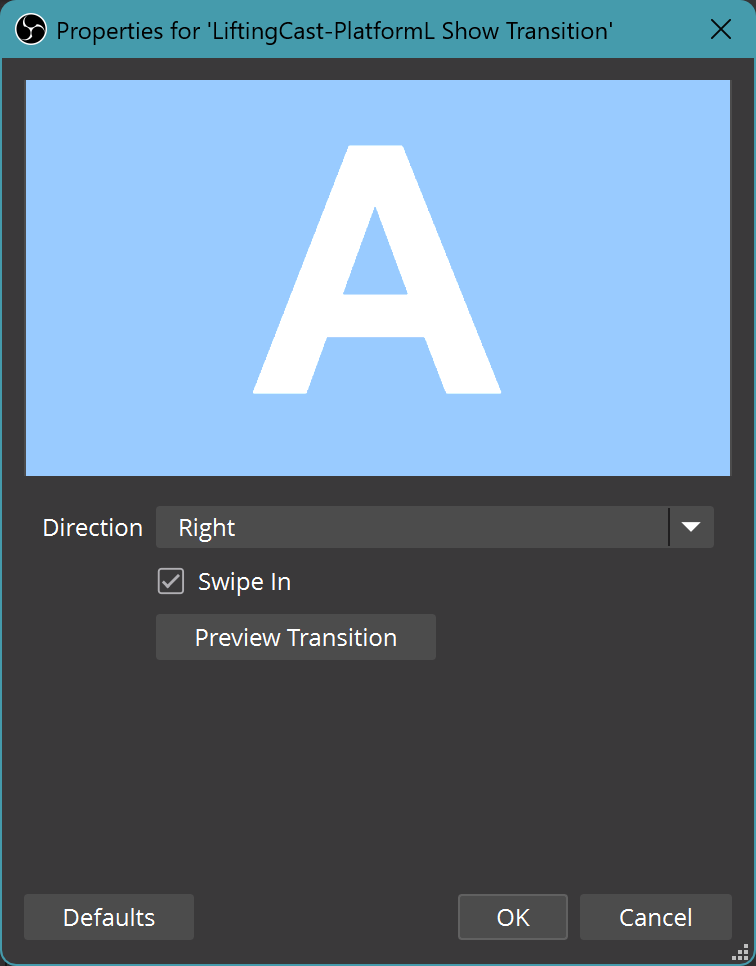 Properties for 'LiftingCast-PlatformL Show Transition'
A
Direction Right
Swipe In
Preview Transition
Defaults OK Cancel